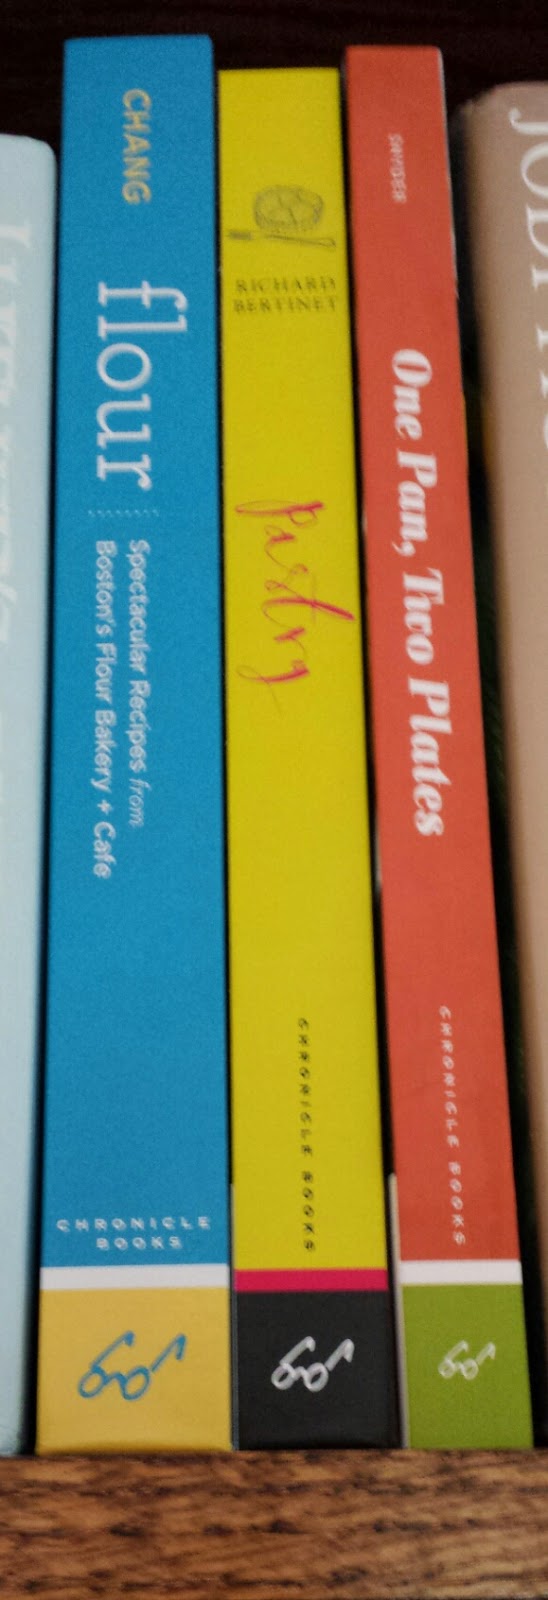 CHANG
flour
Spectacular Recipes from
Boston's Flour Bakery + Cafe
CHRONICLE
BOOKS
RICHARD
BERTINET
Pastry
CHRONICLE BOOKS
SNYDER
One Pan, Two Plates
CHRONICLE BOOKS